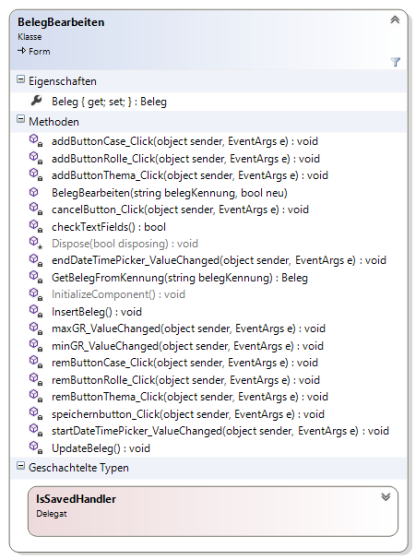 BelegBearbeiten
Klasse
Form
Eigenschaften
Beleg { get; set; } : Beleg
Methoden
addButtonCase_Click(object sender, EventArgs e) : void
addButtonRolle_Click(object sender, EventArgs e) : void
addButtonThema_Click(object sender, EventArgs e) : void
BelegBearbeiten(string belegKennung, bool neu)
cancelButton_Click(object sender, EventArgs e) : void
checkTextFields() : bool
Dispose(bool disposing) : void
endDateTimePicker_ValueChanged(object sender, EventArgs e) : void
GetBelegFromKennung(string belegKennung) : Beleg
InitializeComponent() : void
InsertBeleg() : void
maxGR_ValueChanged(object sender, EventArgs e) : void
minGR_ValueChanged(object sender, EventArgs e) : void
remButtonCase_Click(object sender, EventArgs e) : void
remButtonRolle_Click(object sender, EventArgs e) : void
remButtonThema_Click(object sender, EventArgs e) : void
speichernbutton_Click(object sender, EventArgs e) : void
startDateTimePicker_ValueChanged(object sender, EventArgs e) : void
UpdateBeleg() : void
Geschachtelte Typen
IsSavedHandler
Delegat